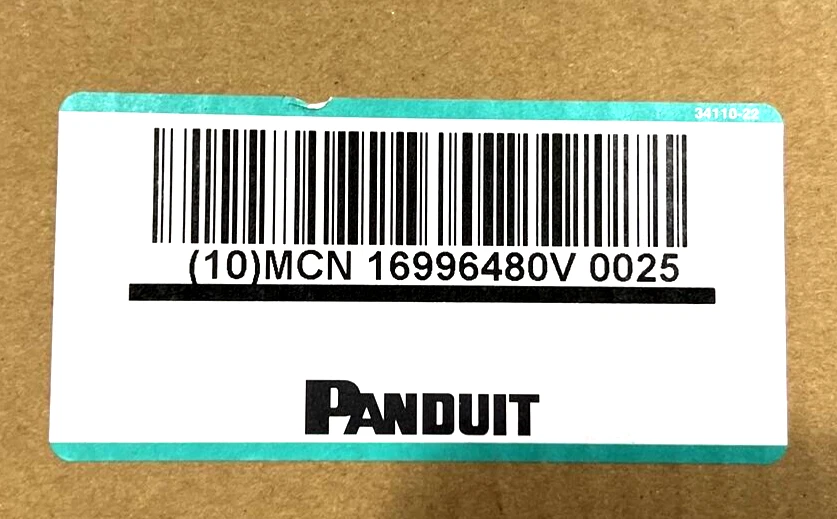 34110-22
(10)MCN 16996480V 0025
PANDUIT